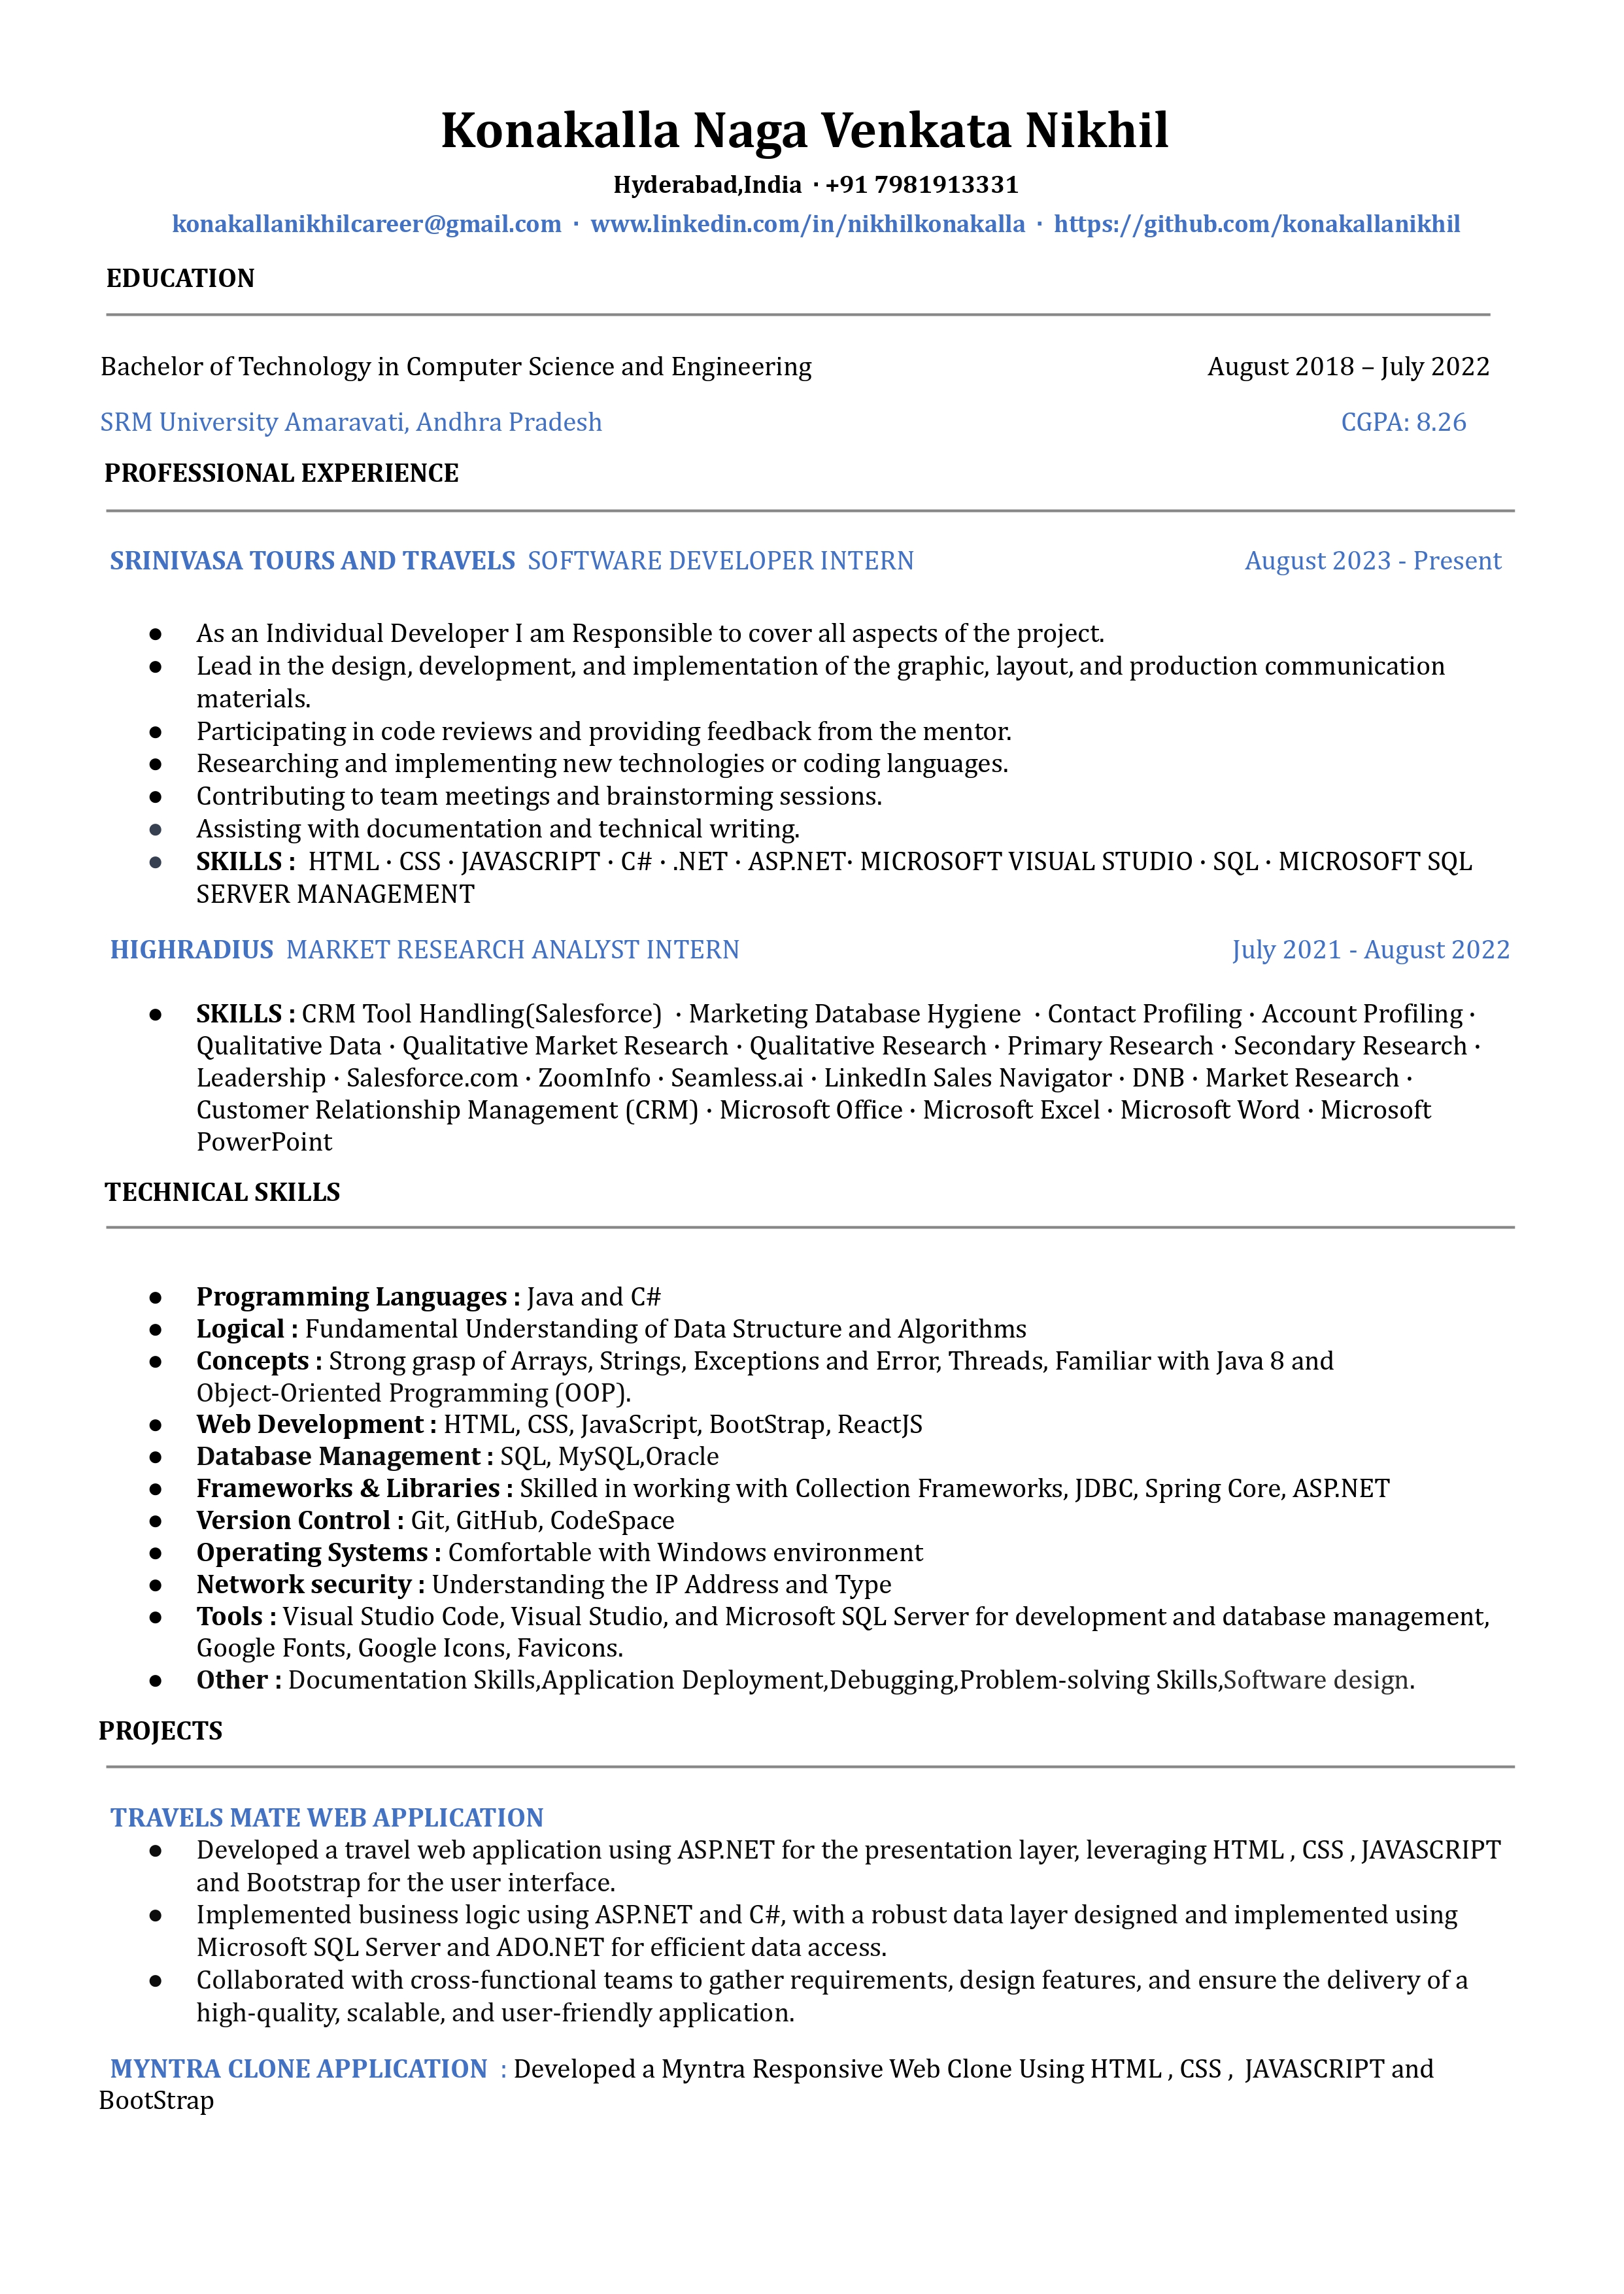 Konakalla Naga Venkata Nikhil
Hyderabad,India · +91 7981913331
konakallanikhilcareer@gmail.com · www.linkedin.com/in/nikhilkonakalla · https://github.com/konakallanikhil
EDUCATION
Bachelor of Technology in Computer Science and Engineering August 2018 – July 2022
SRM University Amaravati, Andhra Pradesh CGPA: 8.26
PROFESSIONAL EXPERIENCE
SRINIVASA TOURS AND TRAVELS SOFTWARE DEVELOPER INTERN August 2023 - Present
● As an Individual Developer I am Responsible to cover all aspects of the project.
● Lead in the design, development, and implementation of the graphic, layout, and production communication
materials.
● Participating in code reviews and providing feedback from the mentor.
● Researching and implementing new technologies or coding languages.
● Contributing to team meetings and brainstorming sessions.
● Assisting with documentation and technical writing.
● SKILLS : HTML · CSS · JAVASCRIPT · C# · .NET · ASP.NET· MICROSOFT VISUAL STUDIO · SQL · MICROSOFT SQL
SERVER MANAGEMENT
HIGHRADIUS MARKET RESEARCH ANALYST INTERN July 2021 - August 2022
● SKILLS : CRM Tool Handling(Salesforce) · Marketing Database Hygiene · Contact Profiling · Account Profiling ·
Qualitative Data · Qualitative Market Research · Qualitative Research · Primary Research · Secondary Research ·
Leadership · Salesforce.com · ZoomInfo · Seamless.ai · LinkedIn Sales Navigator · DNB · Market Research ·
Customer Relationship Management (CRM) · Microsoft Office · Microsoft Excel · Microsoft Word · Microsoft
PowerPoint
TECHNICAL SKILLS
● Programming Languages : Java and C#
● Logical : Fundamental Understanding of Data Structure and Algorithms
● Concepts : Strong grasp of Arrays, Strings, Exceptions and Error, Threads, Familiar with Java 8 and
Object-Oriented Programming (OOP).
● Web Development : HTML, CSS, JavaScript, BootStrap, ReactJS
● Database Management : SQL, MySQL,Oracle
● Frameworks & Libraries : Skilled in working with Collection Frameworks, JDBC, Spring Core, ASP.NET
● Version Control : Git, GitHub, CodeSpace
● Operating Systems : Comfortable with Windows environment
● Network security : Understanding the IP Address and Type
● Tools : Visual Studio Code, Visual Studio, and Microsoft SQL Server for development and database management,
Google Fonts, Google Icons, Favicons.
● Other : Documentation Skills,Application Deployment,Debugging,Problem-solving Skills,Software design.
PROJECTS
TRAVELS MATE WEB APPLICATION
● Developed a travel web application using ASP.NET for the presentation layer, leveraging HTML , CSS , JAVASCRIPT
and Bootstrap for the user interface.
● Implemented business logic using ASP.NET and C#, with a robust data layer designed and implemented using
Microsoft SQL Server and ADO.NET for efficient data access.
● Collaborated with cross-functional teams to gather requirements, design features, and ensure the delivery of a
high-quality, scalable, and user-friendly application.
MYNTRA CLONE APPLICATION : Developed a Myntra Responsive Web Clone Using HTML , CSS , JAVASCRIPT and
BootStrap